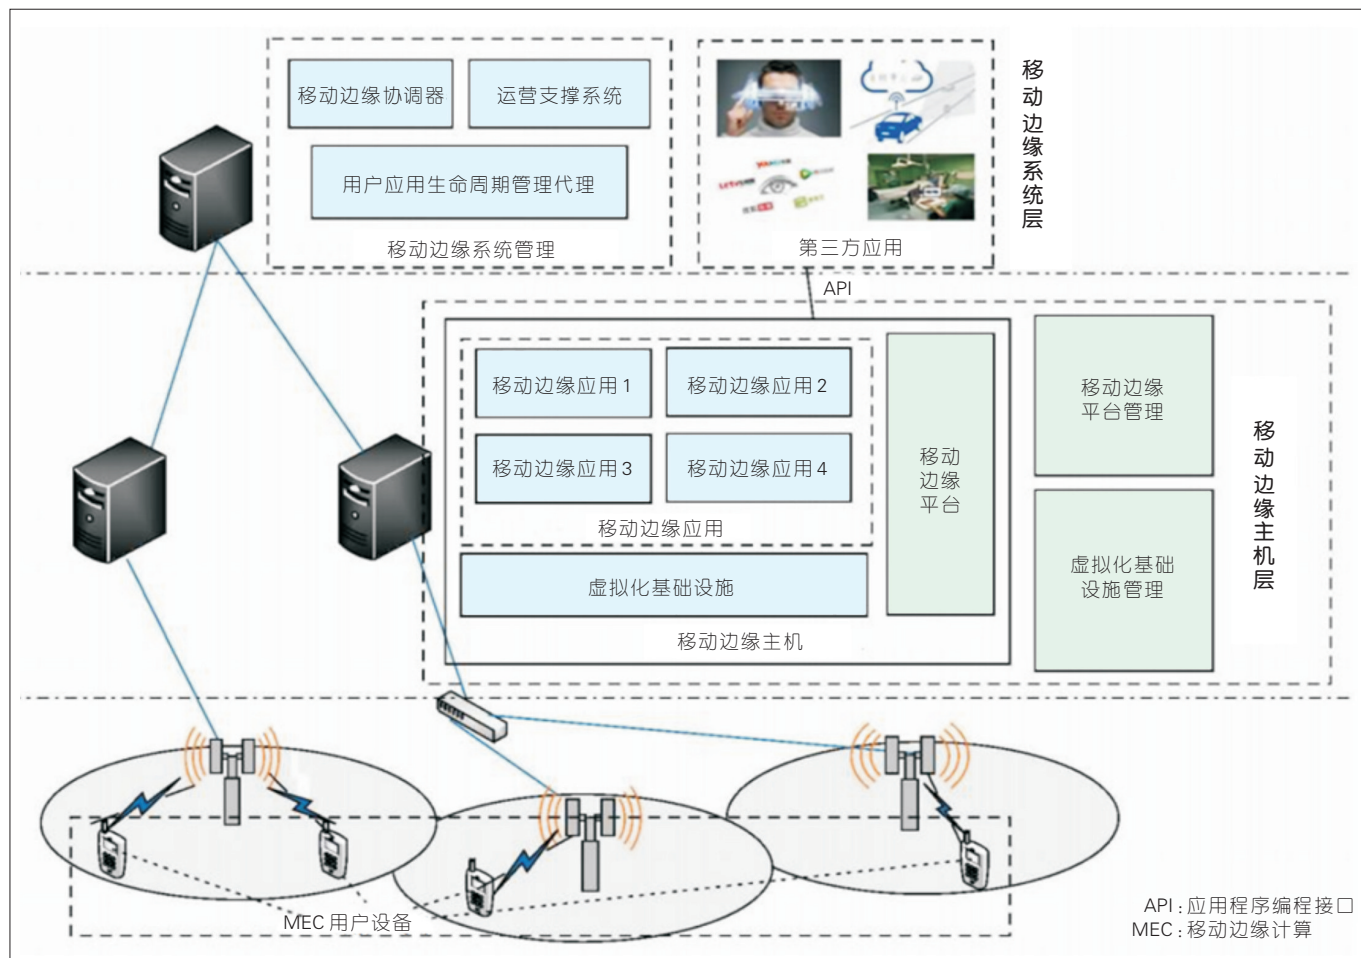 移动边缘协调器
运营支撑系统
用户应用生命周期管理代理
移动边缘系统管理
第三方应用
移动边缘系统层
API
移动边缘应用1
移动边缘应用2
移动边缘应用3
移动边缘应用4
移动边缘应用
虚拟化基础设施
移动边缘主机
移动
边缘
平台
移动边缘
平台管理
虚拟化基础
设施管理
移动边缘主机层
MEC用户设备
API:应用程序编程接口
MEC:移动边缘计算